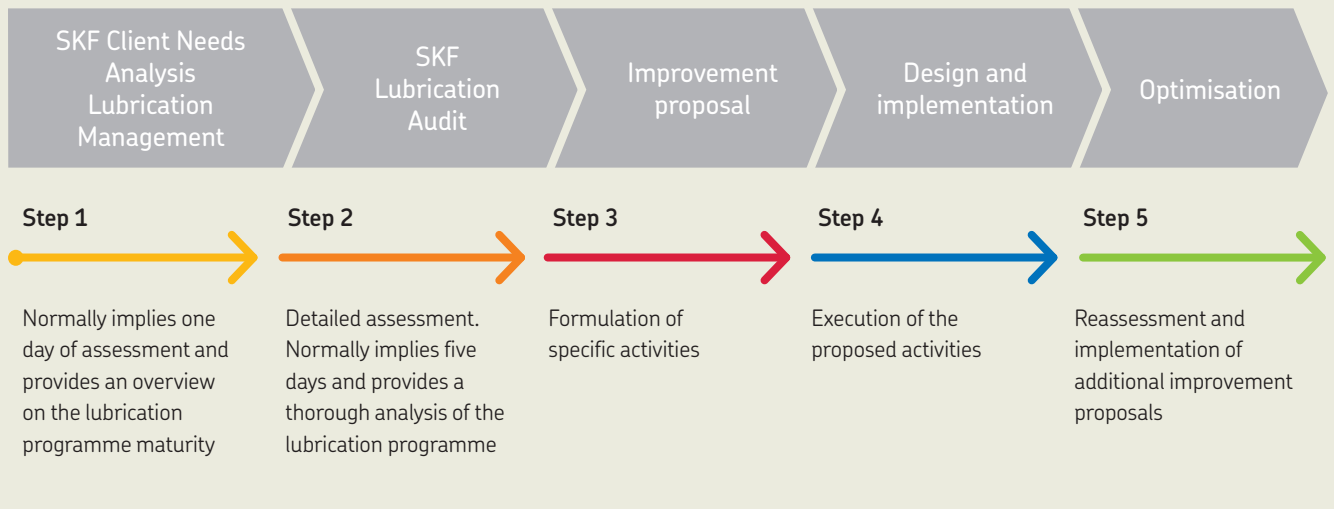 SKF Client Needs
Analysis
Lubrication
Management
SKF
Lubrication
Audit
Improvement
proposal
Design and
implementation
Optimisation
Step 1
Normally implies one
day of assessment and
provides an overview
on the lubrication
programme maturity
Step 2
Detailed assessment.
Normally implies five
days and provides a
thorough analysis of the
lubrication programme
Step 3
Formulation of
specific activities
Step 4
Execution of the
proposed activities
Step 5
Reassessment and
implementation of
additional improvement
proposals